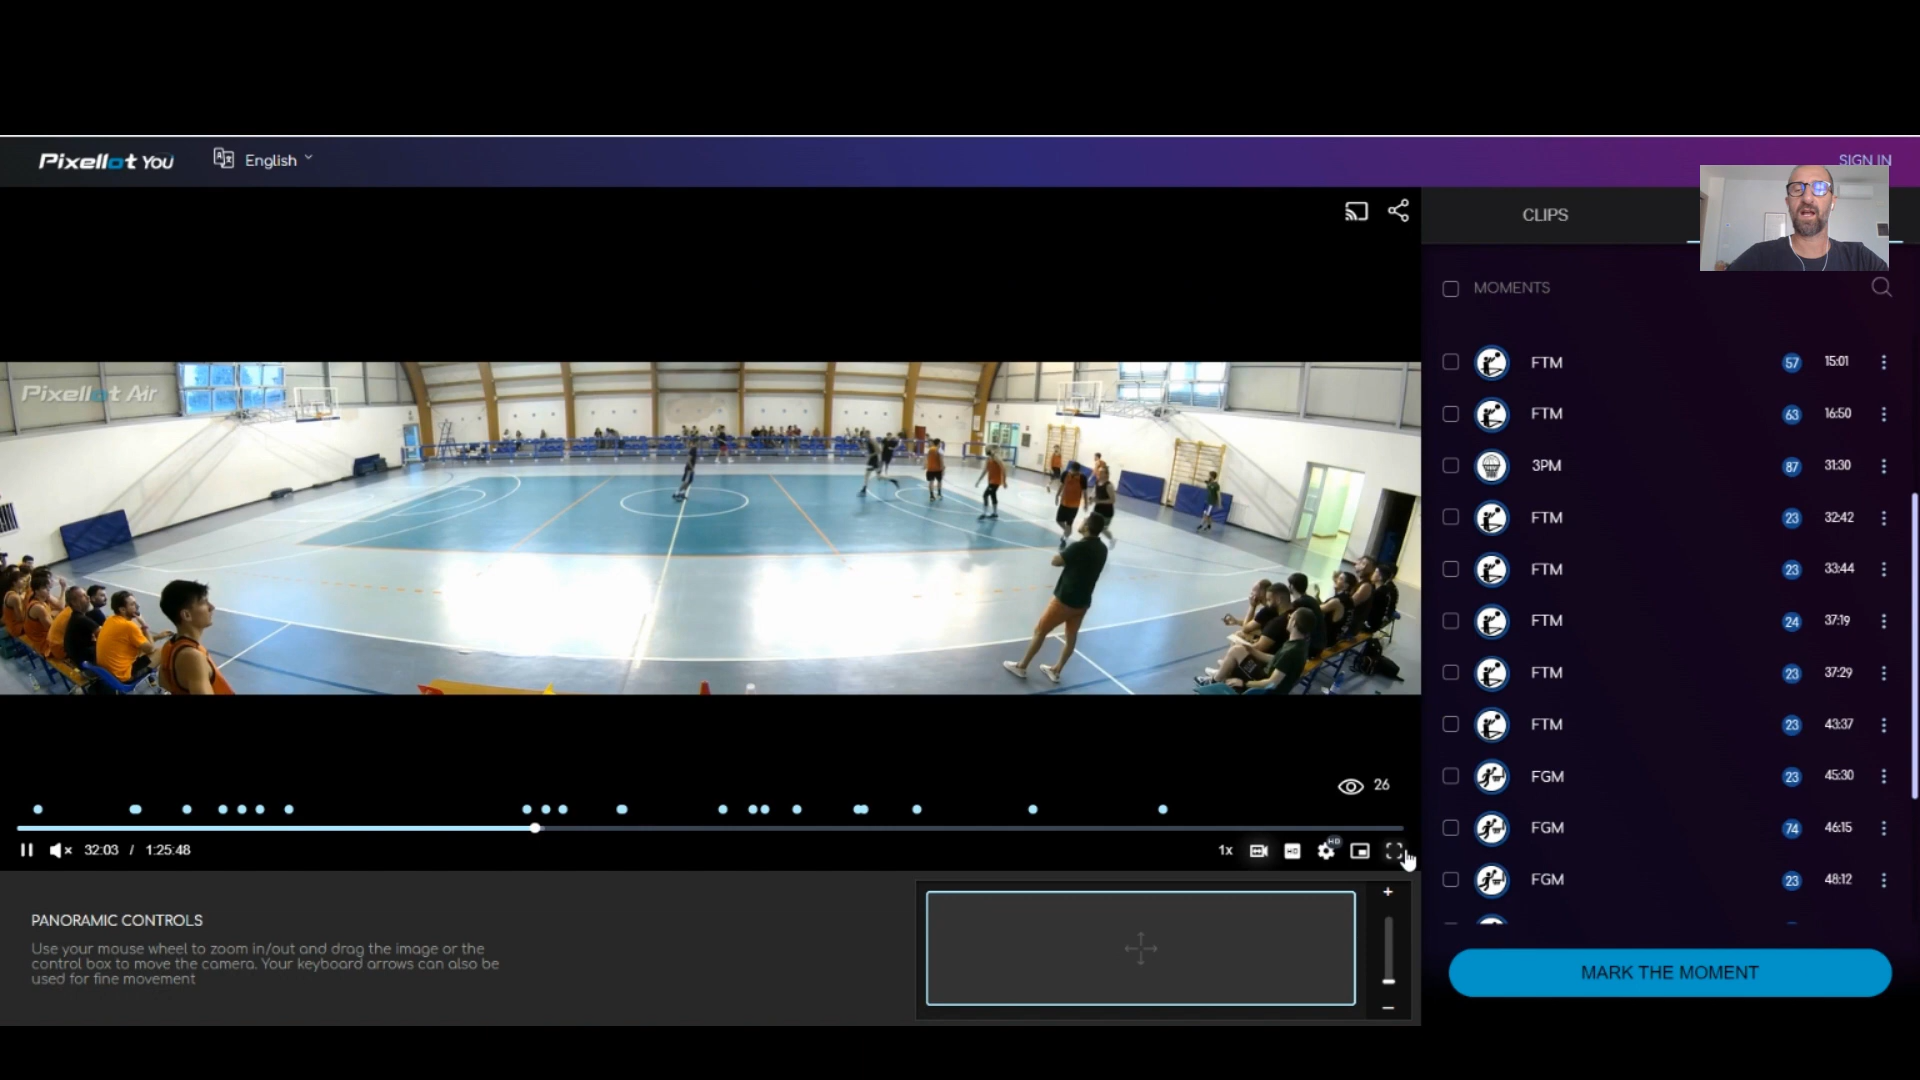 Pixellot You
English
SIGN IN
CLIPS
MOMENTS
Pixellot Air
FTM 57 15:01
FTM 63 16:50
3PM 87 31:30
FTM 23 32:42
FTM 23 33:44
FTM 24 37:19
FTM 23 37:29
FTM 23 43:37
FGM 23 45:30
FGM 74 46:15
FGM 23 48:12
26
32:03 / 1:25:48
1x
HD
HD
PANORAMIC CONTROLS
Use your mouse wheel to zoom in/out and drag the image or the
control box to move the camera. Your keyboard arrows can also be
used for fine movement
+
−
MARK THE MOMENT